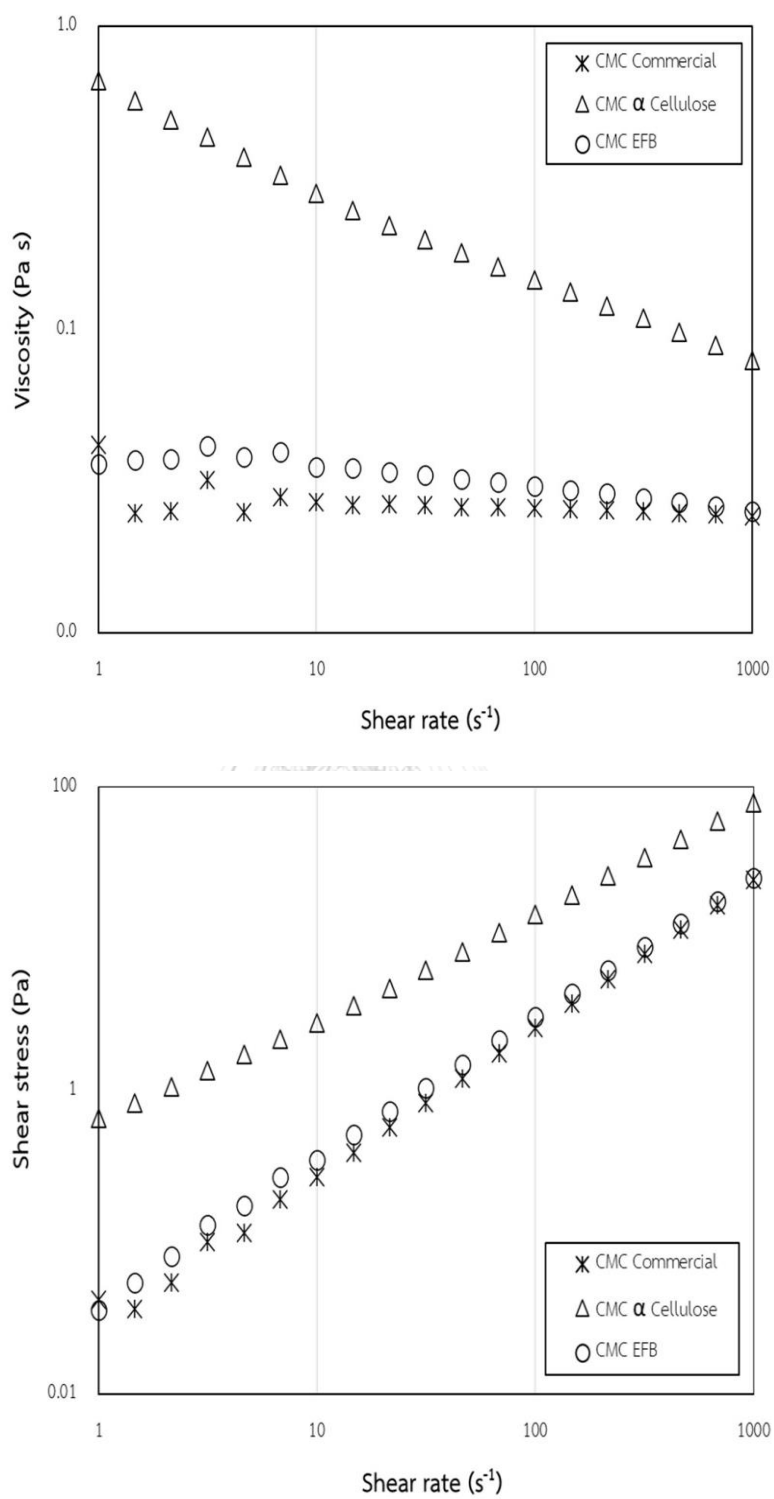 1.0
CMC Commercial
CMC α Cellulose
CMC EFB
Viscosity (Pa s)
0.1
0.0
1 10 100 1000
Shear rate (s⁻¹)
100
Shear stress (Pa)
1
CMC Commercial
CMC α Cellulose
CMC EFB
0.01
1 10 100 1000
Shear rate (s⁻¹)